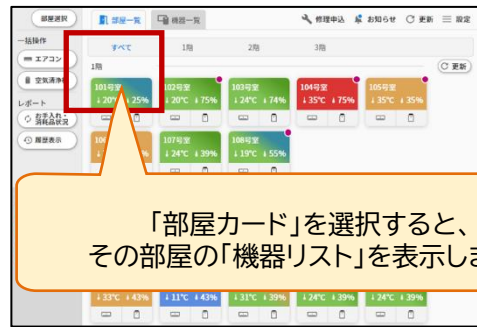 部屋選択
部屋一覧
機器一覧
修理申込
お知らせ
更新
設定
一括操作
エアコン
空気清浄
レポート
お手入れ・
消耗品状況
履歴表示
すべて
1階
2階
3階
1階
更新
101号室
20℃ 25%
102号室
20℃ 75%
103号室
24℃ 74%
104号室
35℃ 75%
105号室
35℃ 35%
107号室
24℃ 39%
108号室
19℃ 55%
「部屋カード」を選択すると、
その部屋の「機器リスト」を表示しま
33℃ 43%
11℃ 43%
31℃ 39%
24℃ 39%
24℃ 39%